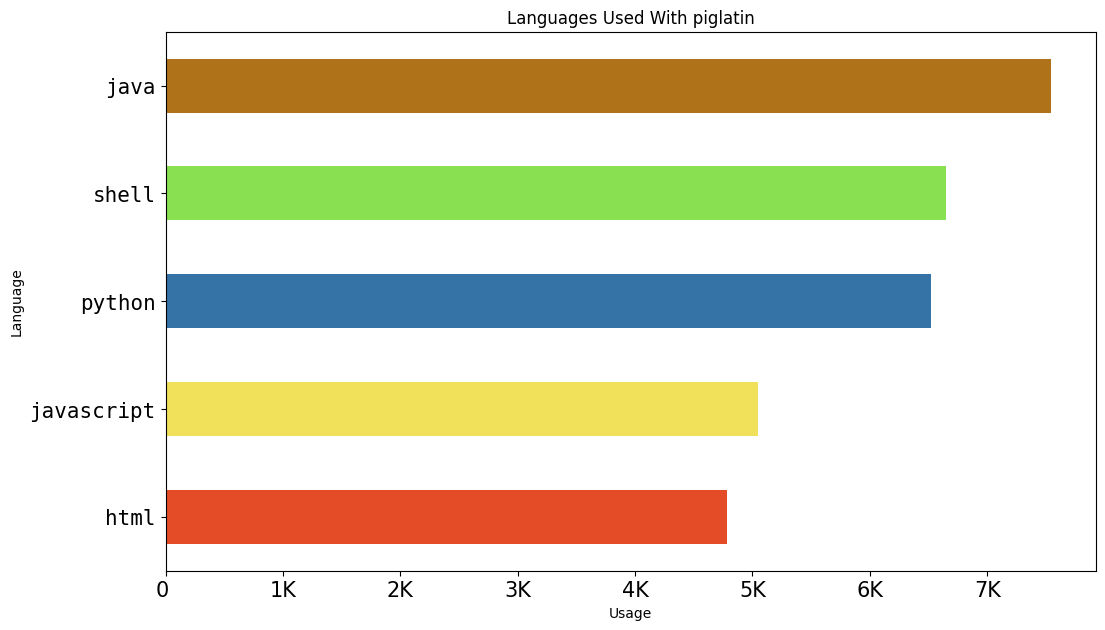 Languages Used With piglatin
java
shell
python
javascript
html
Language
0 1K 2K 3K 4K 5K 6K 7K
Usage